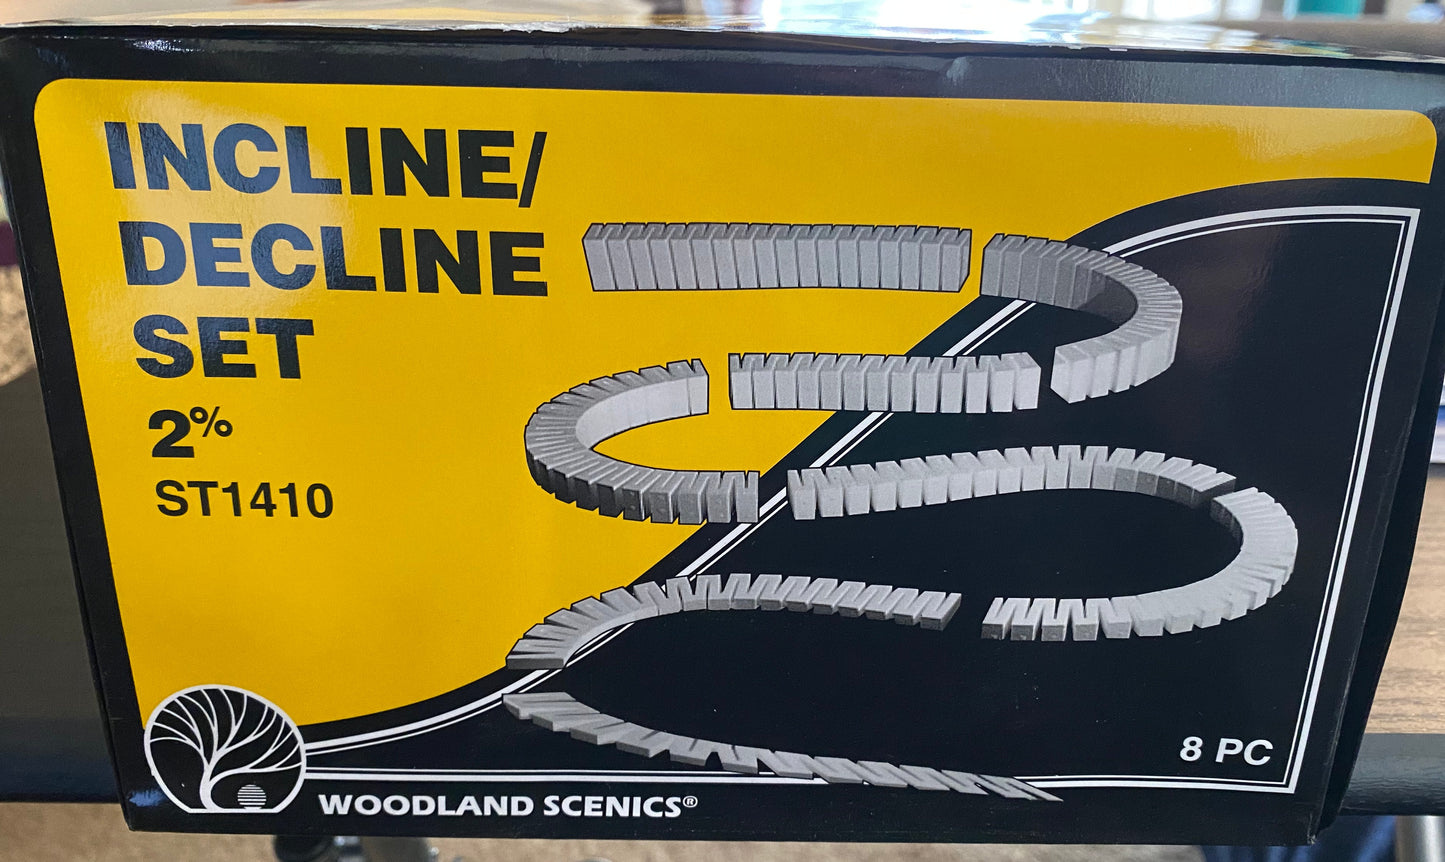 INCLINE/
DECLINE
SET
2%
ST1410
8 PC
WOODLAND SCENICS®